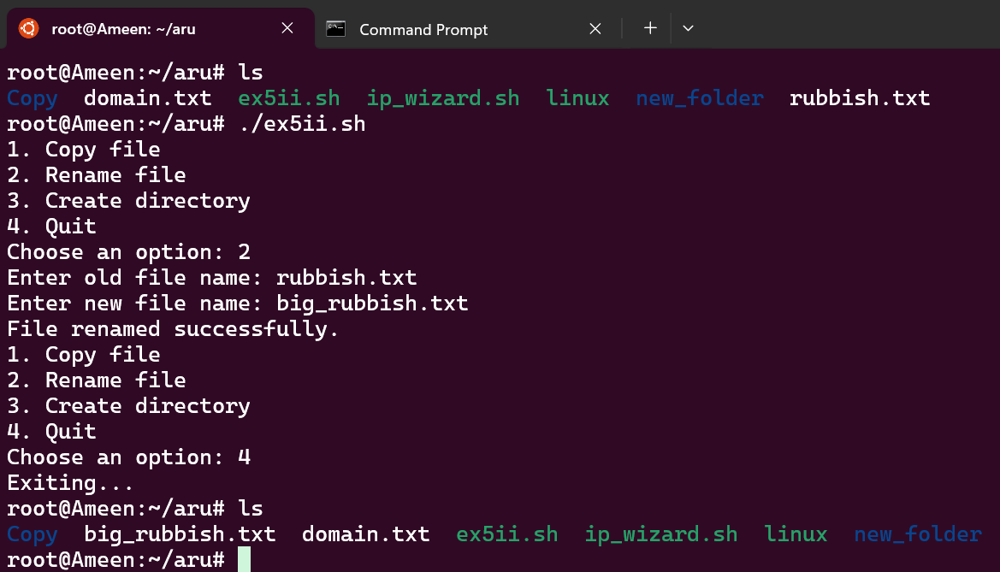 root@Ameen: ~/aru
Command Prompt
root@Ameen:~/aru# ls
Copy  domain.txt  ex5ii.sh  ip_wizard.sh  linux  new_folder  rubbish.txt
root@Ameen:~/aru# ./ex5ii.sh
1. Copy file
2. Rename file
3. Create directory
4. Quit
Choose an option: 2
Enter old file name: rubbish.txt
Enter new file name: big_rubbish.txt
File renamed successfully.
1. Copy file
2. Rename file
3. Create directory
4. Quit
Choose an option: 4
Exiting...
root@Ameen:~/aru# ls
Copy  big_rubbish.txt  domain.txt  ex5ii.sh  ip_wizard.sh  linux  new_folder
root@Ameen:~/aru#